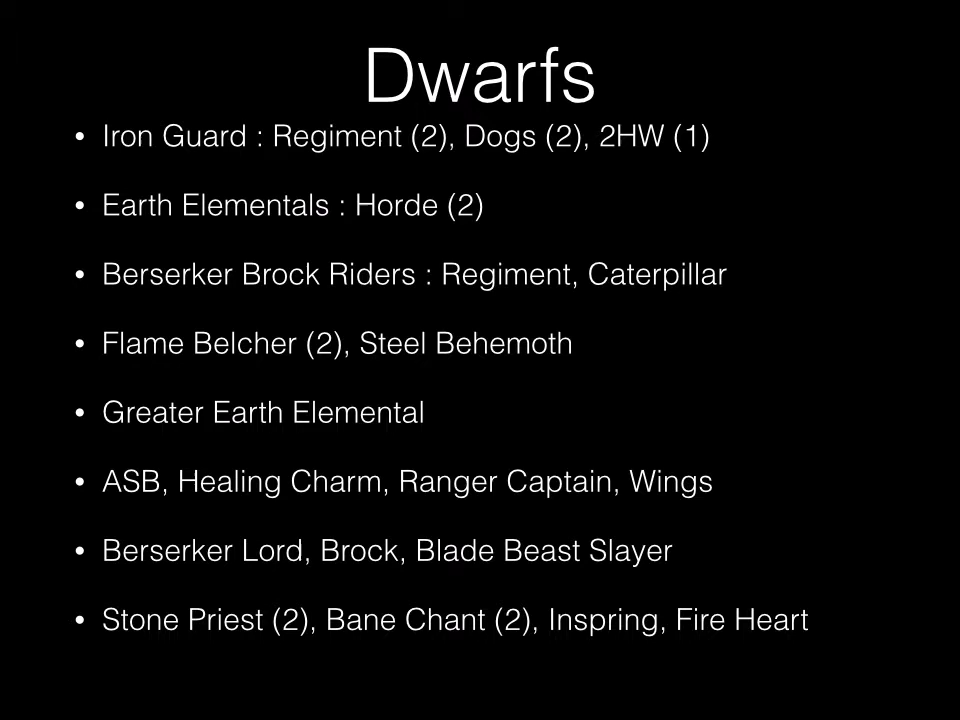 Dwarfs
• Iron Guard : Regiment (2), Dogs (2), 2HW (1)
• Earth Elementals : Horde (2)
• Berserker Brock Riders : Regiment, Caterpillar
• Flame Belcher (2), Steel Behemoth
• Greater Earth Elemental
• ASB, Healing Charm, Ranger Captain, Wings
• Berserker Lord, Brock, Blade Beast Slayer
• Stone Priest (2), Bane Chant (2), Inspring, Fire Heart